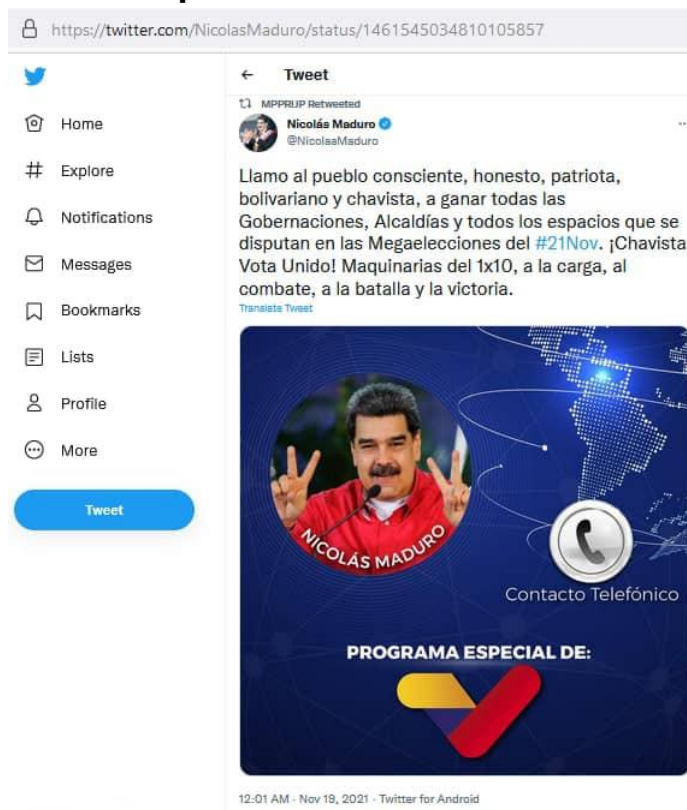 https://twitter.com/NicolasMaduro/status/1461545034810105857
← Tweet
MPPRIJP Retweeted
Nicolás Maduro
@NicolasMaduro
Home
Explore
Notifications
Messages
Bookmarks
Lists
Profile
More
Tweet
Llamo al pueblo consciente, honesto, patriota,
bolivariano y chavista, a ganar todas las
Gobernaciones, Alcaldías y todos los espacios que se
disputan en las Megaelecciones del #21Nov. ¡Chavista
Vota Unido! Maquinarias del 1x10, a la carga, al
combate, a la batalla y la victoria.
Translate Tweet
NICOLÁS MADURO
Contacto Telefónico
PROGRAMA ESPECIAL DE:
12:01 AM · Nov 19, 2021 · Twitter for Android